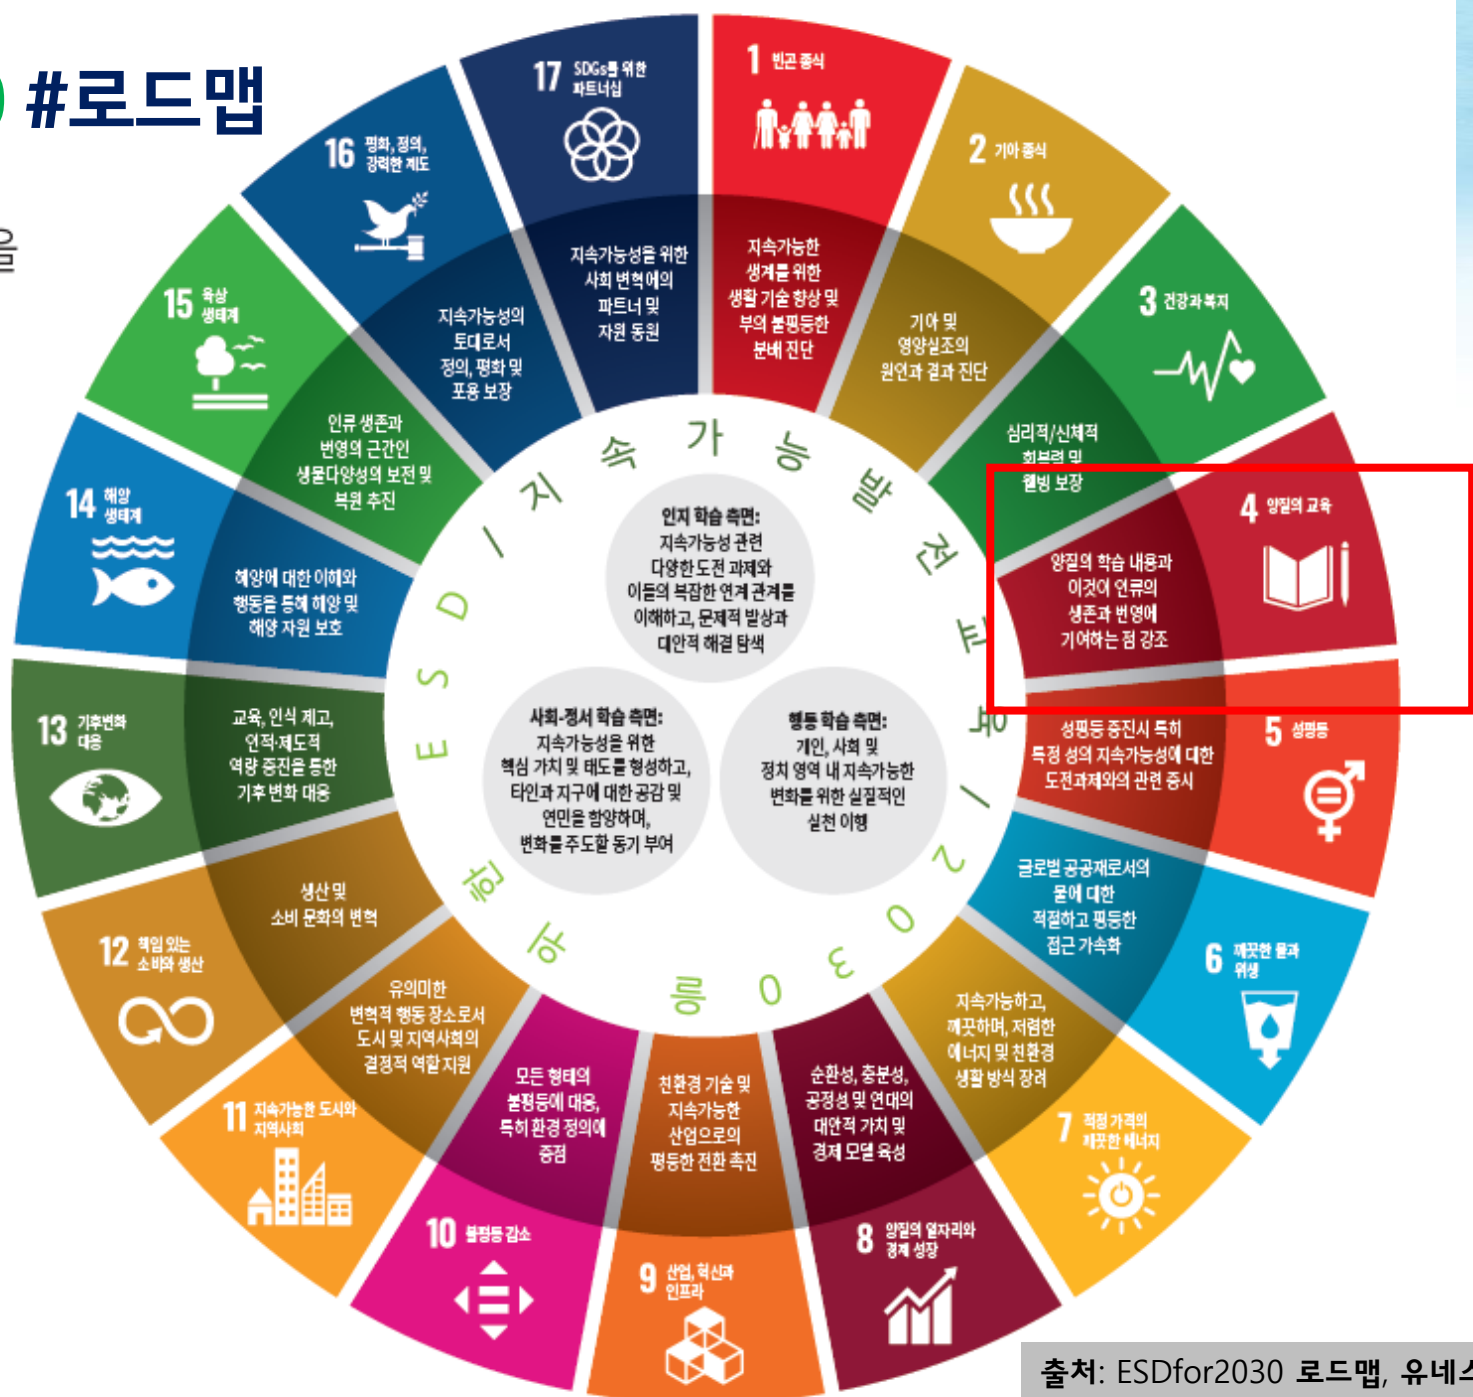 #로드맵
을
1 빈곤 종식
지속가능한
생계를 위한
생활 기술 향상 및
부의 불평등한
분배 진단
2 기아 종식
기아 및
영양실조의
원인과 결과 진단
3 건강과 복지
심리적/신체적
회복력 및
웰빙 보장
4 양질의 교육
양질의 학습 내용과
이것이 인류의
생존과 번영에
기여하는 점 강조
5 성평등
성평등 증진시 특히
특정 성의 지속가능성에 대한
도전과제와의 관련 중시
6 깨끗한 물과
위생
글로벌 공공재로서의
물에 대한
적절하고 평등한
접근 가속화
7 적정 가격의
깨끗한 에너지
지속가능하고,
깨끗하며, 저렴한
에너지 및 친환경
생활 방식 장려
8 양질의 일자리와
경제 성장
순환성, 충분성,
공정성 및 연대의
대안적 가치 및
경제 모델 육성
9 산업, 혁신과
인프라
친환경 기술 및
지속가능한
산업으로의
평등한 전환 촉진
10 불평등 감소
모든 형태의
불평등에 대응,
특히 환경 정의에
중점
11 지속가능한 도시와
지역사회
유의미한
변혁적 행동 장소로서
도시 및 지역사회의
결정적 역할 지원
12 책임 있는
소비와 생산
생산 및
소비 문화의 변혁
13 기후변화
대응
교육, 인식 제고,
인적·제도적
역량 증진을 통한
기후 변화 대응
14 해양
생태계
해양에 대한 이해와
행동을 통해 해양 및
해양 자원 보호
15 육상
생태계
인류 생존과
번영의 근간인
생물다양성의 보전 및
복원 추진
16 평화, 정의,
강력한 제도
지속가능성의
토대로서
정의, 평화 및
포용 보장
17 SDGs를 위한
파트너십
지속가능성을 위한
사회 변혁에의
파트너 및
자원 동원
2030를 위한 ESD / 지속가능발전교육 /
인지 학습 측면:
지속가능성 관련
다양한 도전 과제와
이들의 복잡한 연계 관계를
이해하고, 문제적 발상과
대안적 해결 탐색
사회-정서 학습 측면:
지속가능성을 위한
핵심 가치 및 태도를 형성하고,
타인과 지구에 대한 공감 및
연민을 함양하며,
변화를 주도할 동기 부여
행동 학습 측면:
개인, 사회 및
정치 영역 내 지속가능한
변화를 위한 실질적인
실천 이행
출처: ESDfor2030 로드맵, 유네스